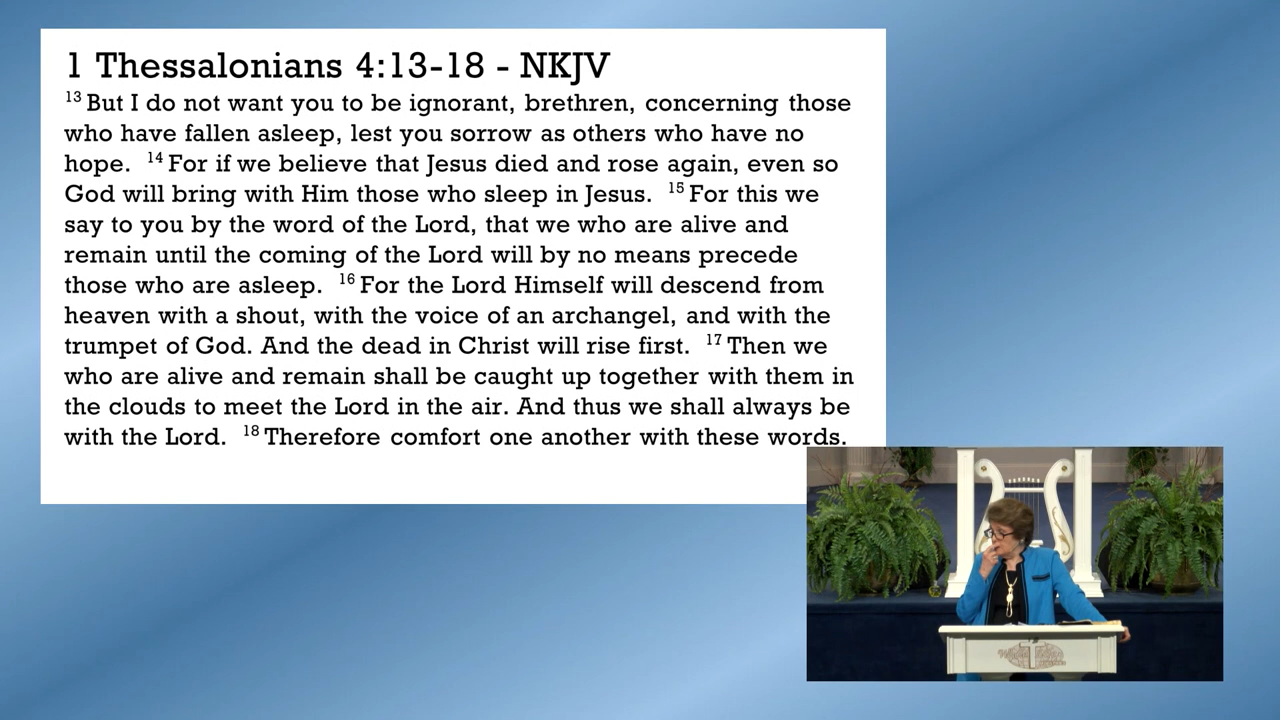 1 Thessalonians 4:13-18 - NKJV
13 But I do not want you to be ignorant, brethren, concerning those
who have fallen asleep, lest you sorrow as others who have no
hope. 14 For if we believe that Jesus died and rose again, even so
God will bring with Him those who sleep in Jesus. 15 For this we
say to you by the word of the Lord, that we who are alive and
remain until the coming of the Lord will by no means precede
those who are asleep. 16 For the Lord Himself will descend from
heaven with a shout, with the voice of an archangel, and with the
trumpet of God. And the dead in Christ will rise first. 17 Then we
who are alive and remain shall be caught up together with them in
the clouds to meet the Lord in the air. And thus we shall always be
with the Lord. 18 Therefore comfort one another with these words.